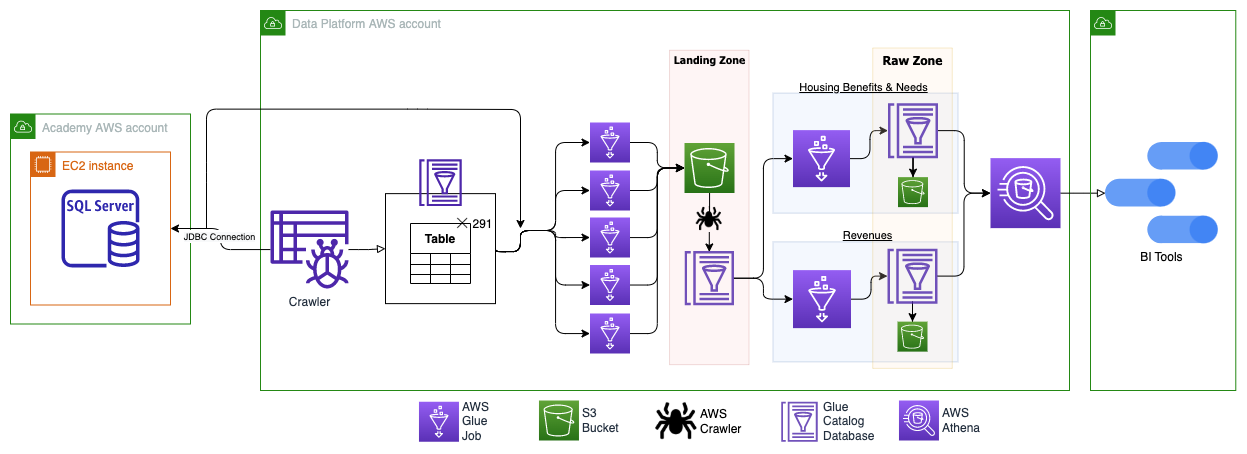 Data Platform AWS account
Landing Zone
Raw Zone
Housing Benefits & Needs
Academy AWS account
EC2 instance
SQL Server
291
Table
JDBC Connection
Revenues
Crawler
BI Tools
AWS
Glue
Job
S3
Bucket
AWS
Crawler
Glue
Catalog
Database
AWS
Athena